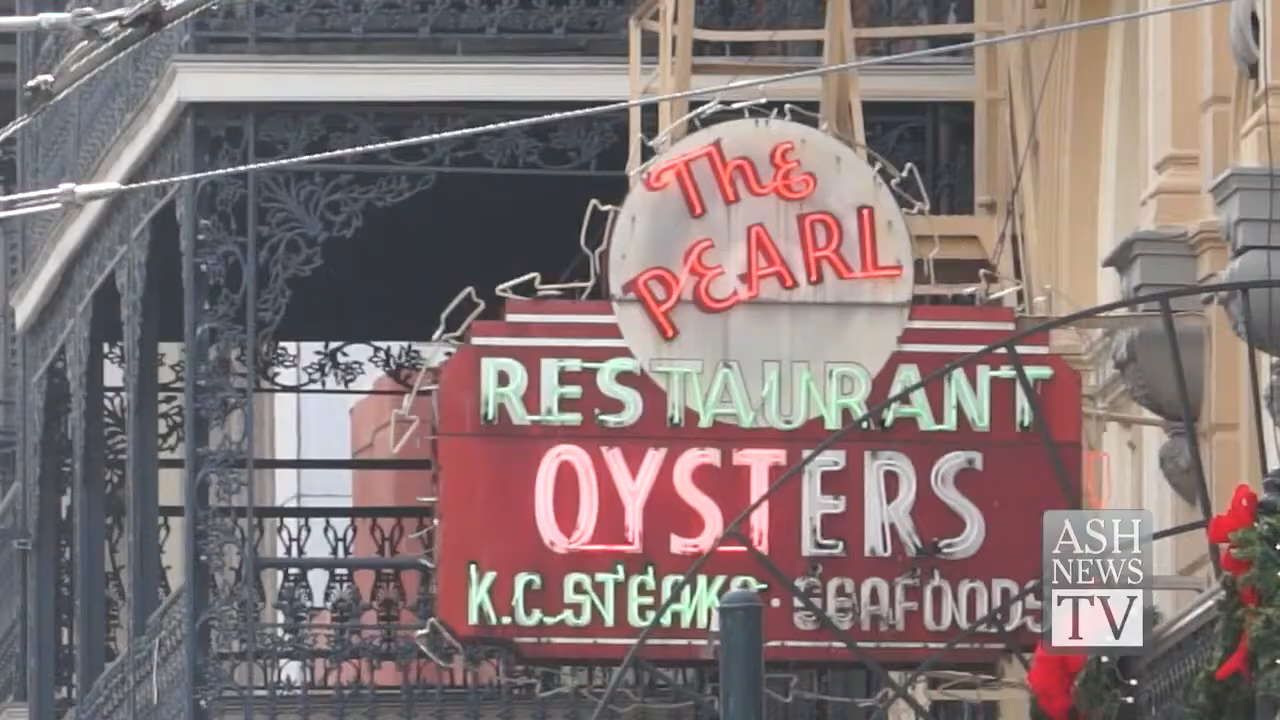 The
PEARL
RESTAURANT
OYSTERS
K.C. STEAKS · SEAFOODS
ASH
NEWS
TV